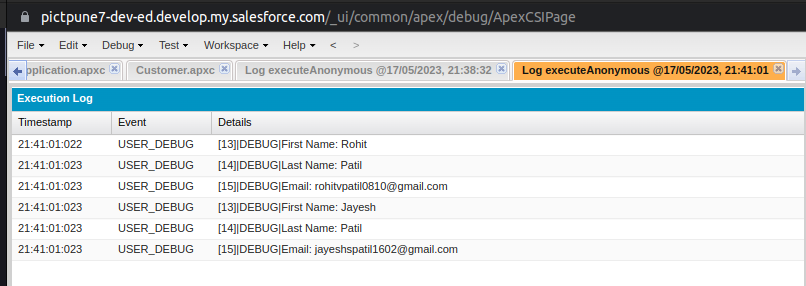 pictpune7-dev-ed.develop.my.salesforce.com/_ui/common/apex/debug/ApexCSIPage
File Edit Debug Test Workspace Help < >
pplication.apxc Customer.apxc Log executeAnonymous @17/05/2023, 21:38:32 Log executeAnonymous @17/05/2023, 21:41:01
Execution Log
Timestamp Event Details
21:41:01:022 USER_DEBUG [13]|DEBUG|First Name: Rohit
21:41:01:023 USER_DEBUG [14]|DEBUG|Last Name: Patil
21:41:01:023 USER_DEBUG [15]|DEBUG|Email: rohitvpatil0810@gmail.com
21:41:01:023 USER_DEBUG [13]|DEBUG|First Name: Jayesh
21:41:01:023 USER_DEBUG [14]|DEBUG|Last Name: Patil
21:41:01:023 USER_DEBUG [15]|DEBUG|Email: jayeshspatil1602@gmail.com